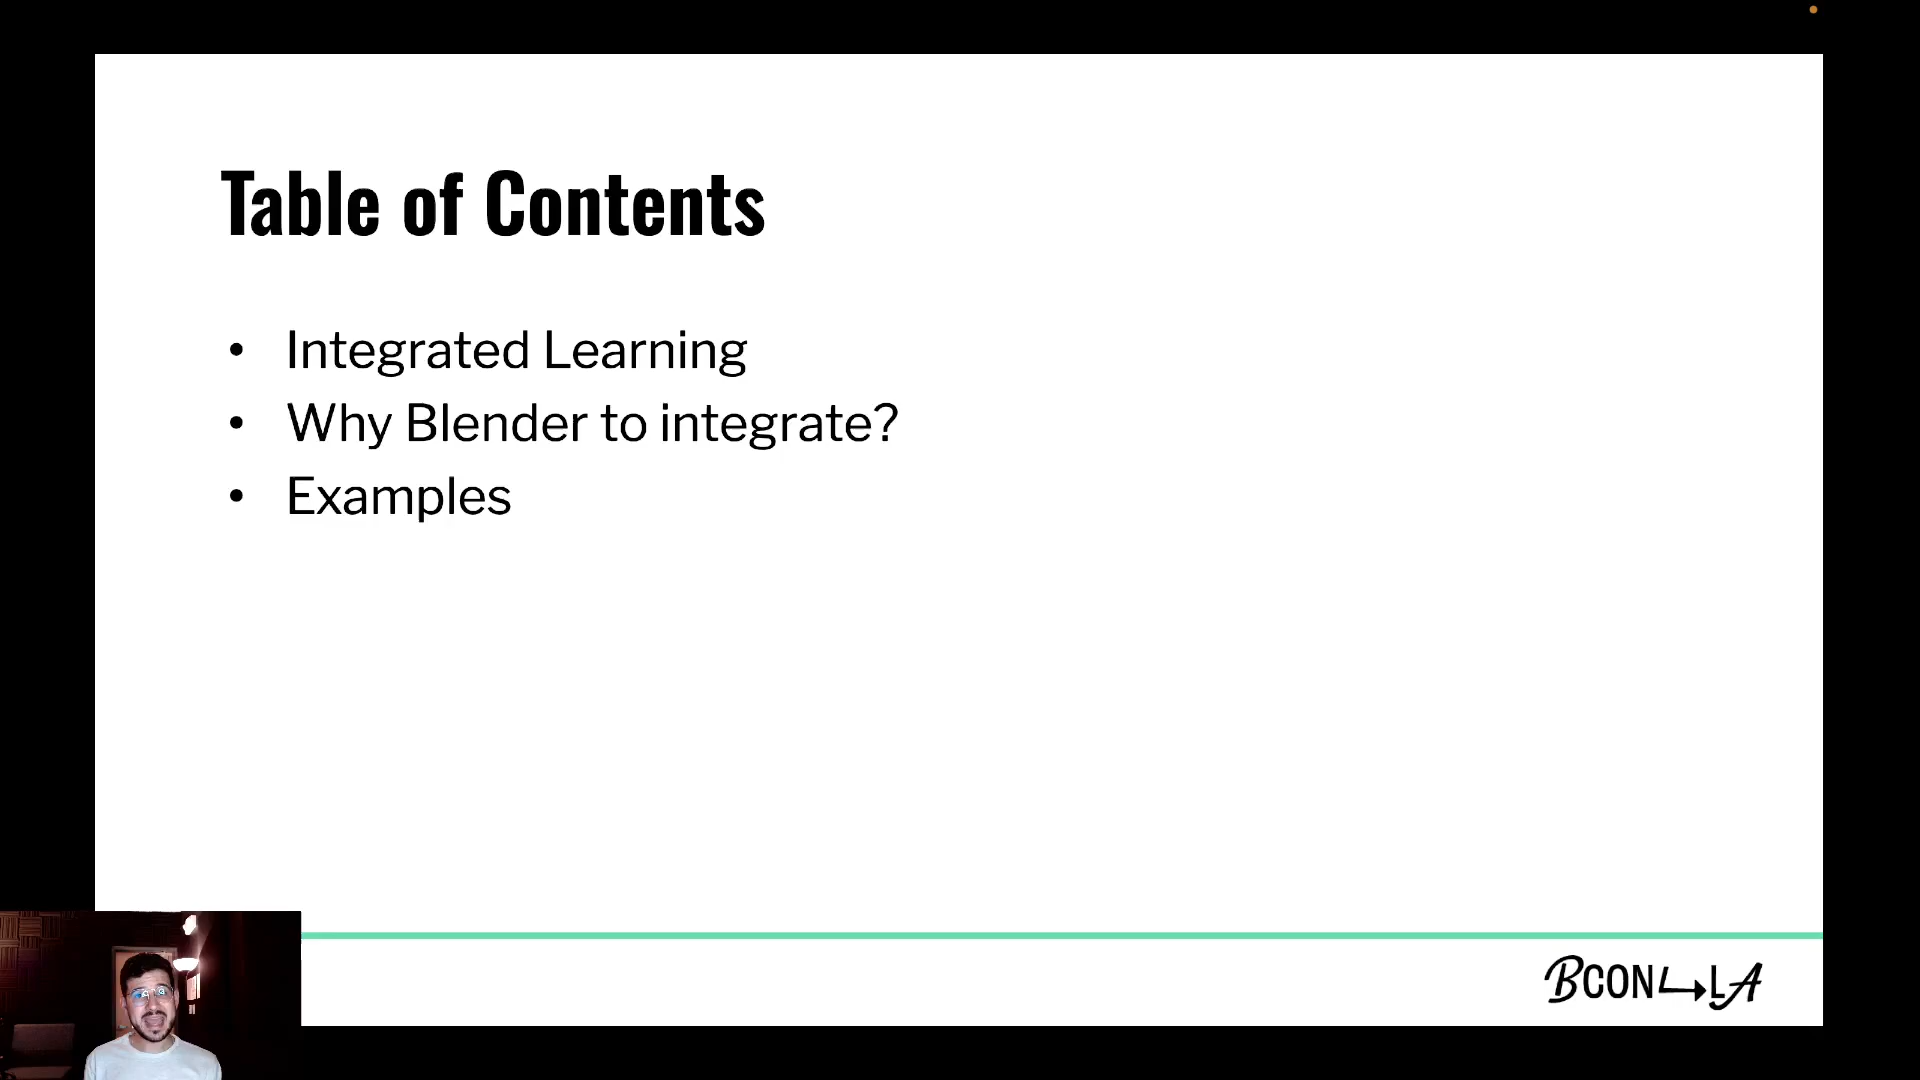 Table of Contents
• Integrated Learning
• Why Blender to integrate?
• Examples
BCON LA